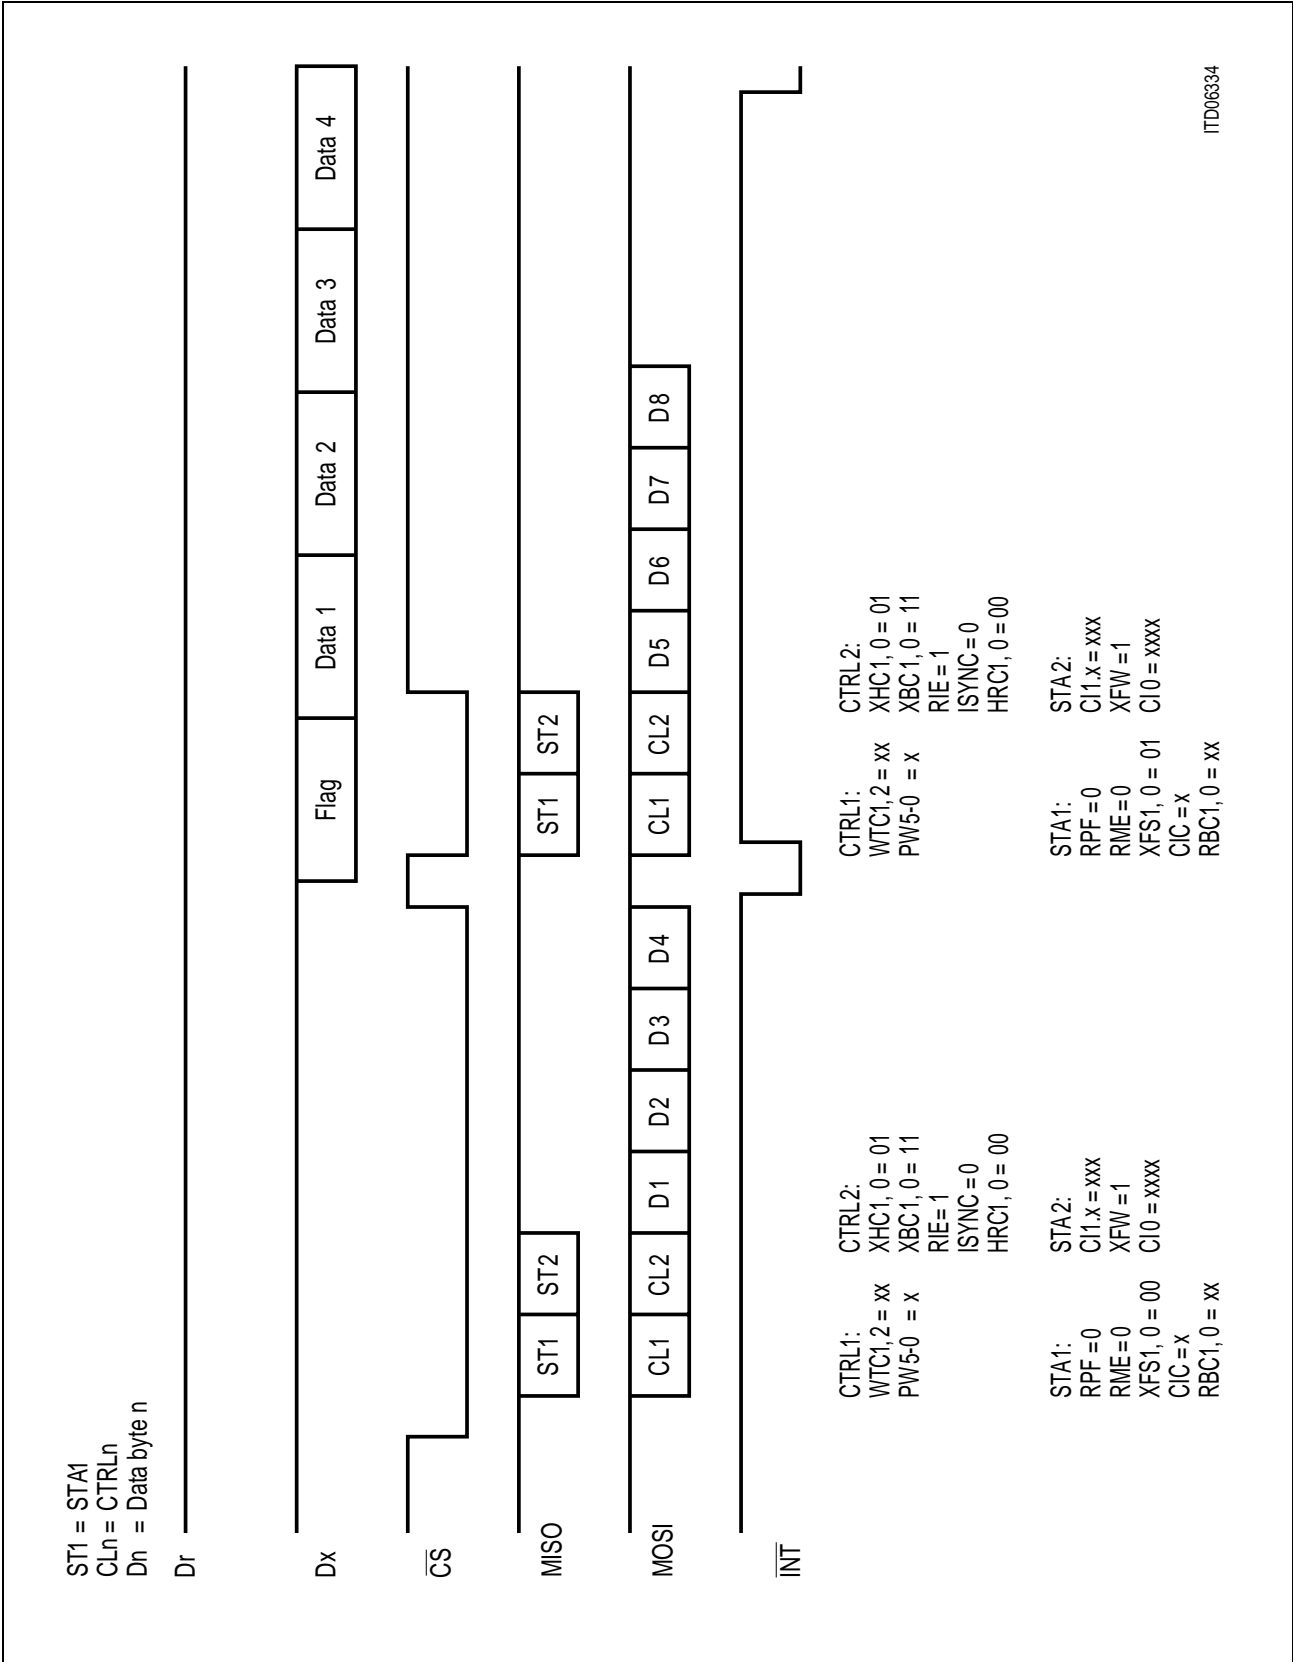 ST1 = STA1
CLn = CTRLn
Dn = Data byte n
Dr
Dx
Flag
Data 1
Data 2
Data 3
Data 4
CS
MISO
ST1
ST2
ST1
ST2
MOSI
CL1
CL2
D1
D2
D3
D4
CL1
CL2
D5
D6
D7
D8
INT
CTRL1:
WTC1, 2 = xx
PW5-0 = x
CTRL2:
XHC1, 0 = 01
XBC1, 0 = 11
RIE = 1
ISYNC = 0
HRC1, 0 = 00
CTRL1:
WTC1, 2 = xx
PW5-0 = x
CTRL2:
XHC1, 0 = 01
XBC1, 0 = 11
RIE = 1
ISYNC = 0
HRC1, 0 = 00
STA1:
RPF = 0
RME = 0
XFS1, 0 = 00
CIC = x
RBC1, 0 = xx
STA2:
CI1.x = xxx
XFW = 1
CI0 = xxxx
STA1:
RPF = 0
RME = 0
XFS1, 0 = 01
CIC = x
RBC1, 0 = xx
STA2:
CI1.x = xxx
XFW = 1
CI0 = xxxx
ITD06334